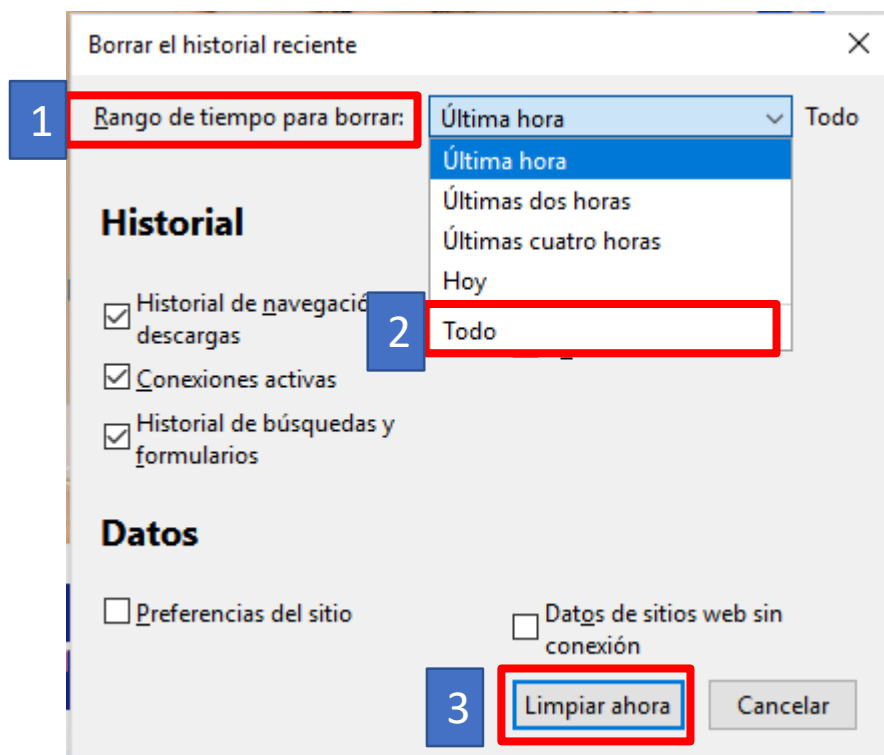 Borrar el historial reciente
1
Rango de tiempo para borrar:
Última hora
Todo
Última hora
Últimas dos horas
Últimas cuatro horas
Hoy
2
Todo
Historial
Historial de navegació
descargas
Conexiones activas
Historial de búsquedas y
formularios
Datos
Preferencias del sitio
Datos de sitios web sin
conexión
3
Limpiar ahora
Cancelar